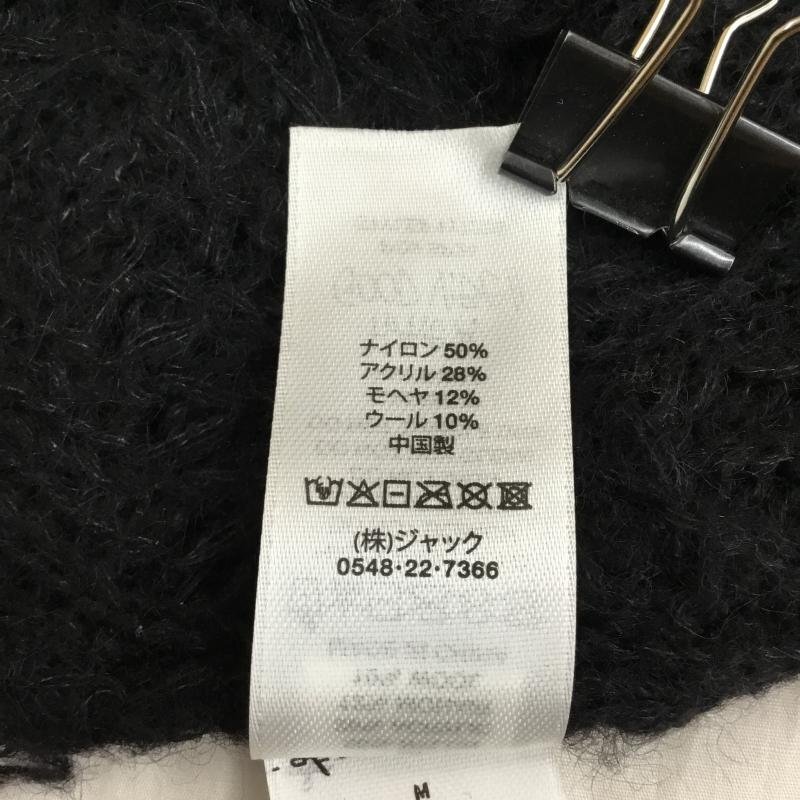 ナイロン 50%
アクリル 28%
モヘヤ 12%
ウール 10%
中国製
(株)ジャック
0548·22·7366
M